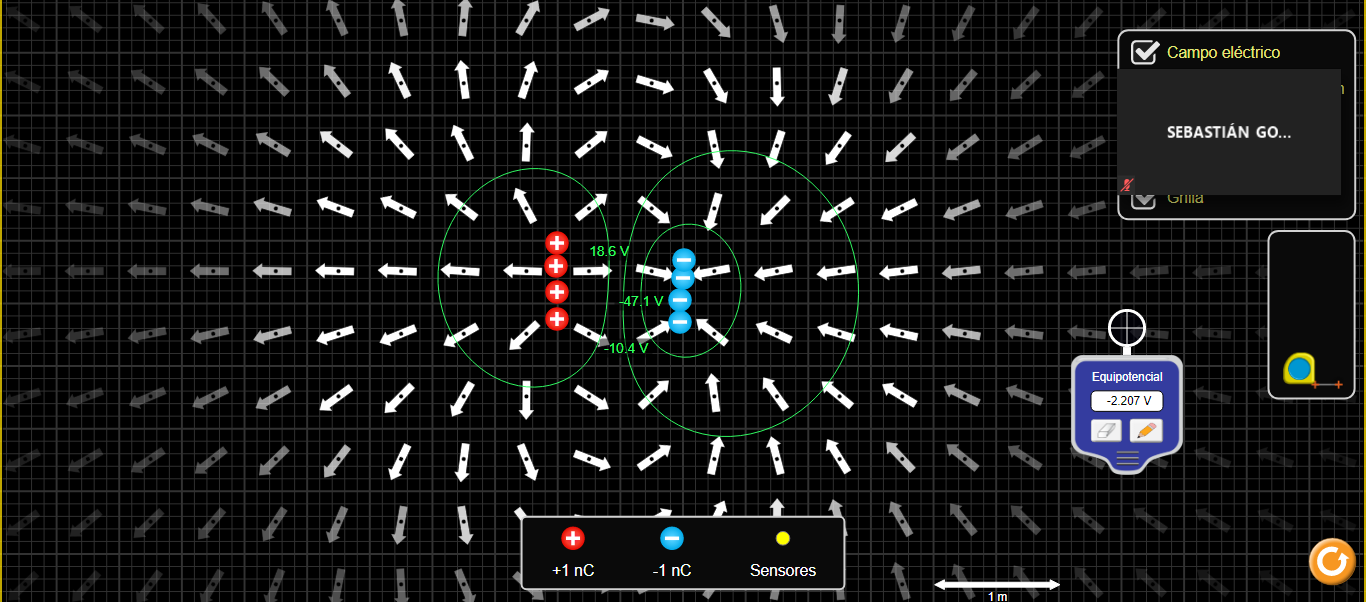 Campo eléctrico
n
SEBASTIÁN GO...
Grilla
18.6 V
-47.1 V
-10.4 V
Equipotencial
-2.207 V
+1 nC
-1 nC
Sensores
1 m